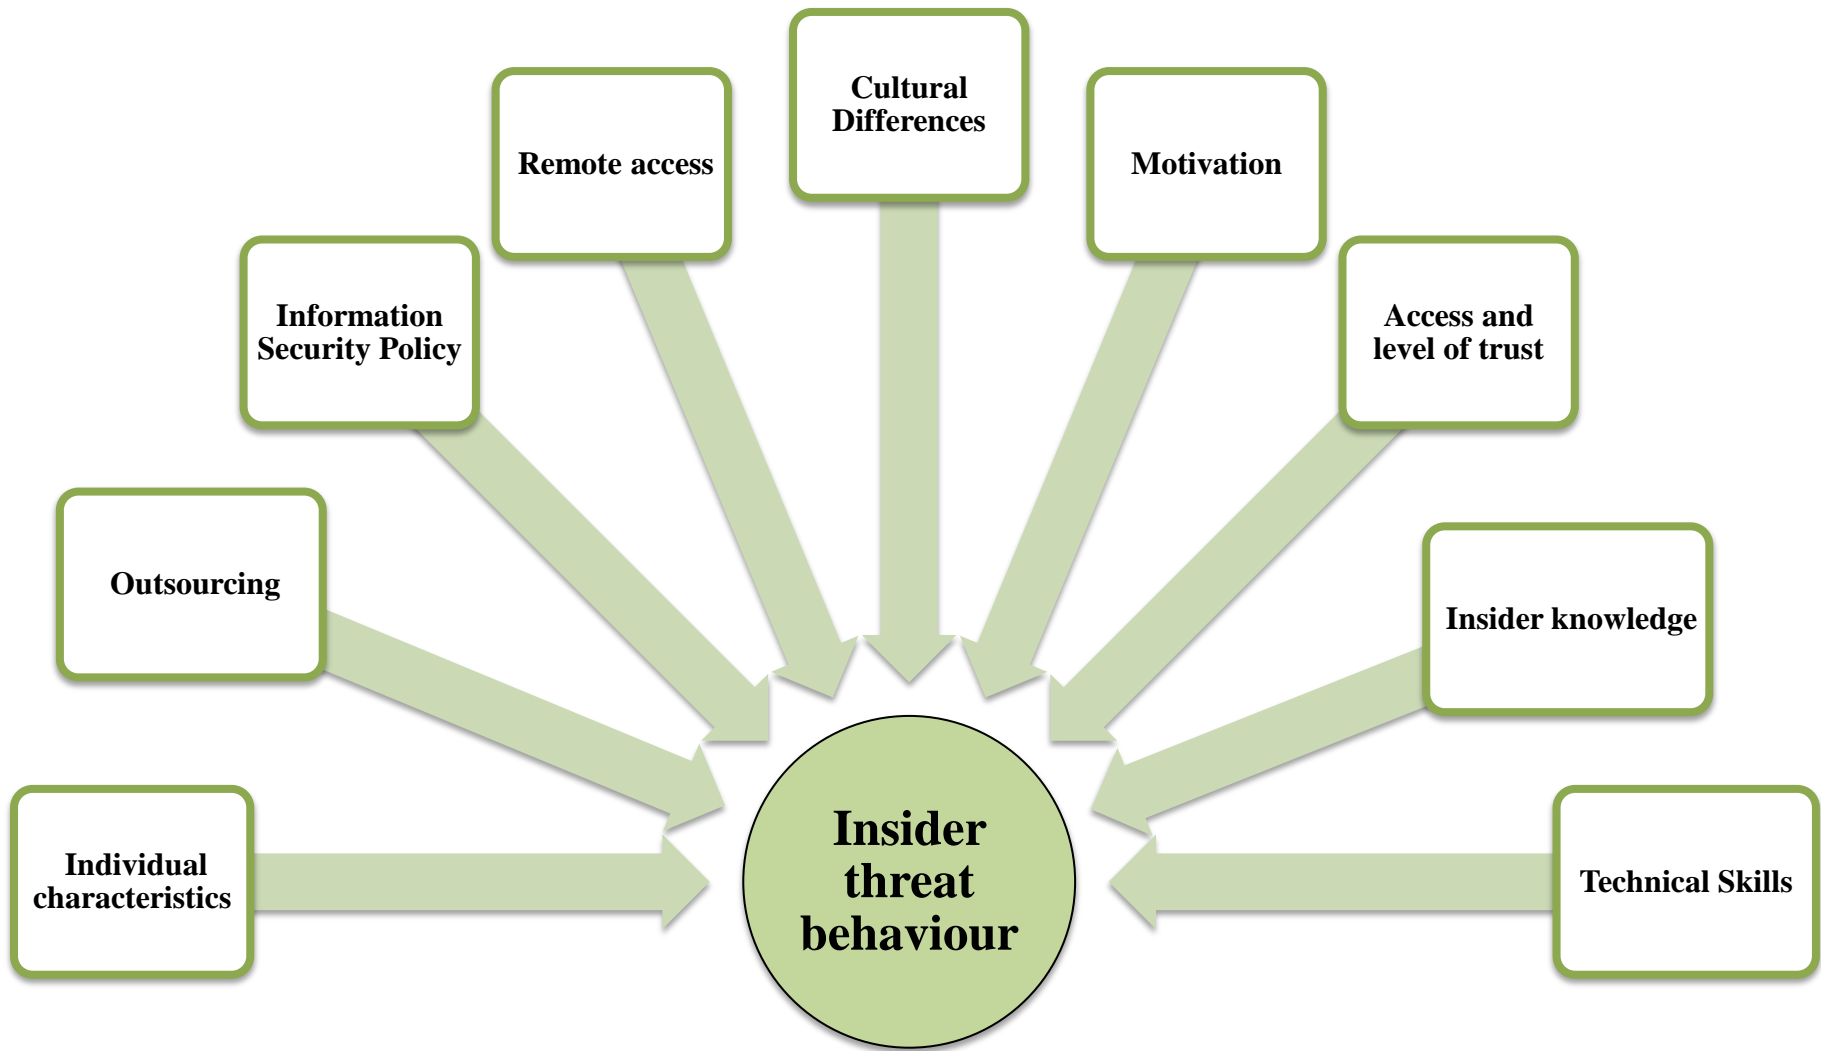 Cultural
Differences
Remote access
Motivation
Information
Security Policy
Access and
level of trust
Outsourcing
Insider knowledge
Individual
characteristics
Insider
threat
behaviour
Technical Skills